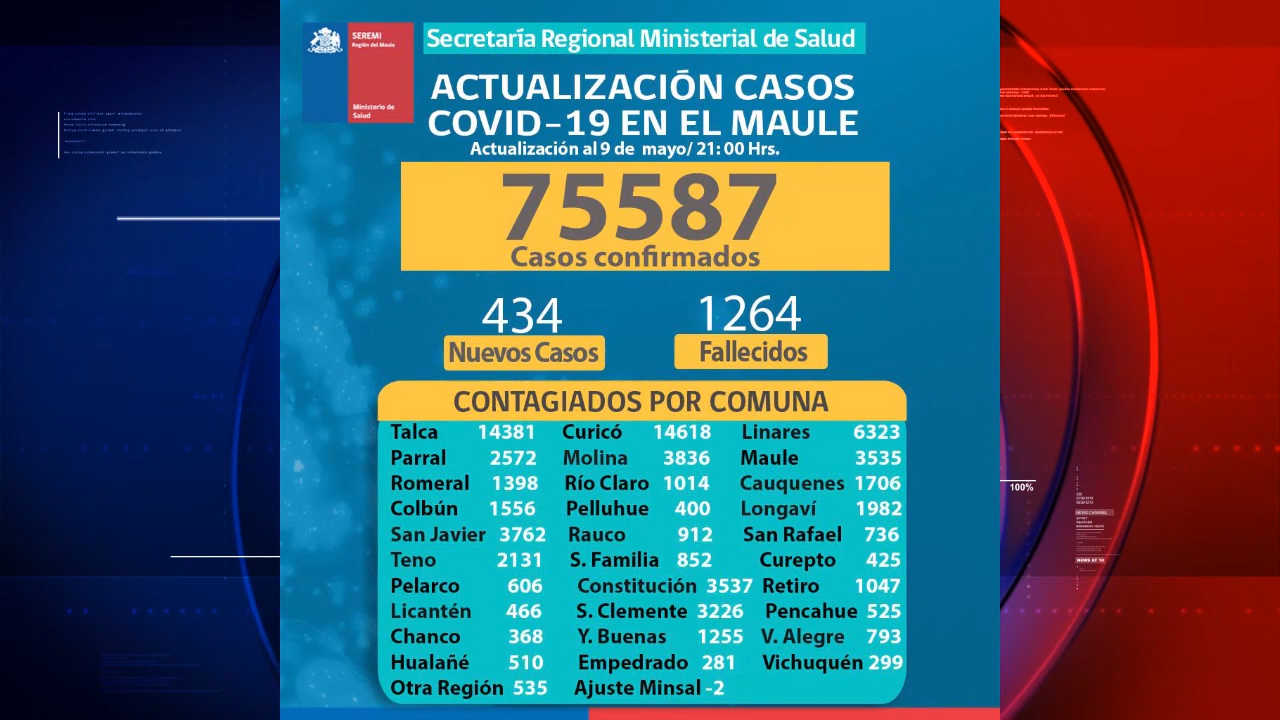 SEREMI
Región del Maule
Ministerio de
Salud
Secretaría Regional Ministerial de Salud
ACTUALIZACIÓN CASOS
COVID-19 EN EL MAULE
Actualización al 9 de mayo/ 21: 00 Hrs.
75587
Casos confirmados
434
Nuevos Casos
1264
Fallecidos
CONTAGIADOS POR COMUNA
Talca 14381 Curicó 14618 Linares 6323
Parral 2572 Molina 3836 Maule 3535
Romeral 1398 Río Claro 1014 Cauquenes 1706
Colbún 1556 Pelluhue 400 Longaví 1982
San Javier 3762 Rauco 912 San Rafael 736
Teno 2131 S. Familia 852 Curepto 425
Pelarco 606 Constitución 3537 Retiro 1047
Licantén 466 S. Clemente 3226 Pencahue 525
Chanco 368 Y. Buenas 1255 V. Alegre 793
Hualañé 510 Empedrado 281 Vichuquén 299
Otra Región 535 Ajuste Minsal -2
100%
NEWS CHANNEL
NEWS AT 10